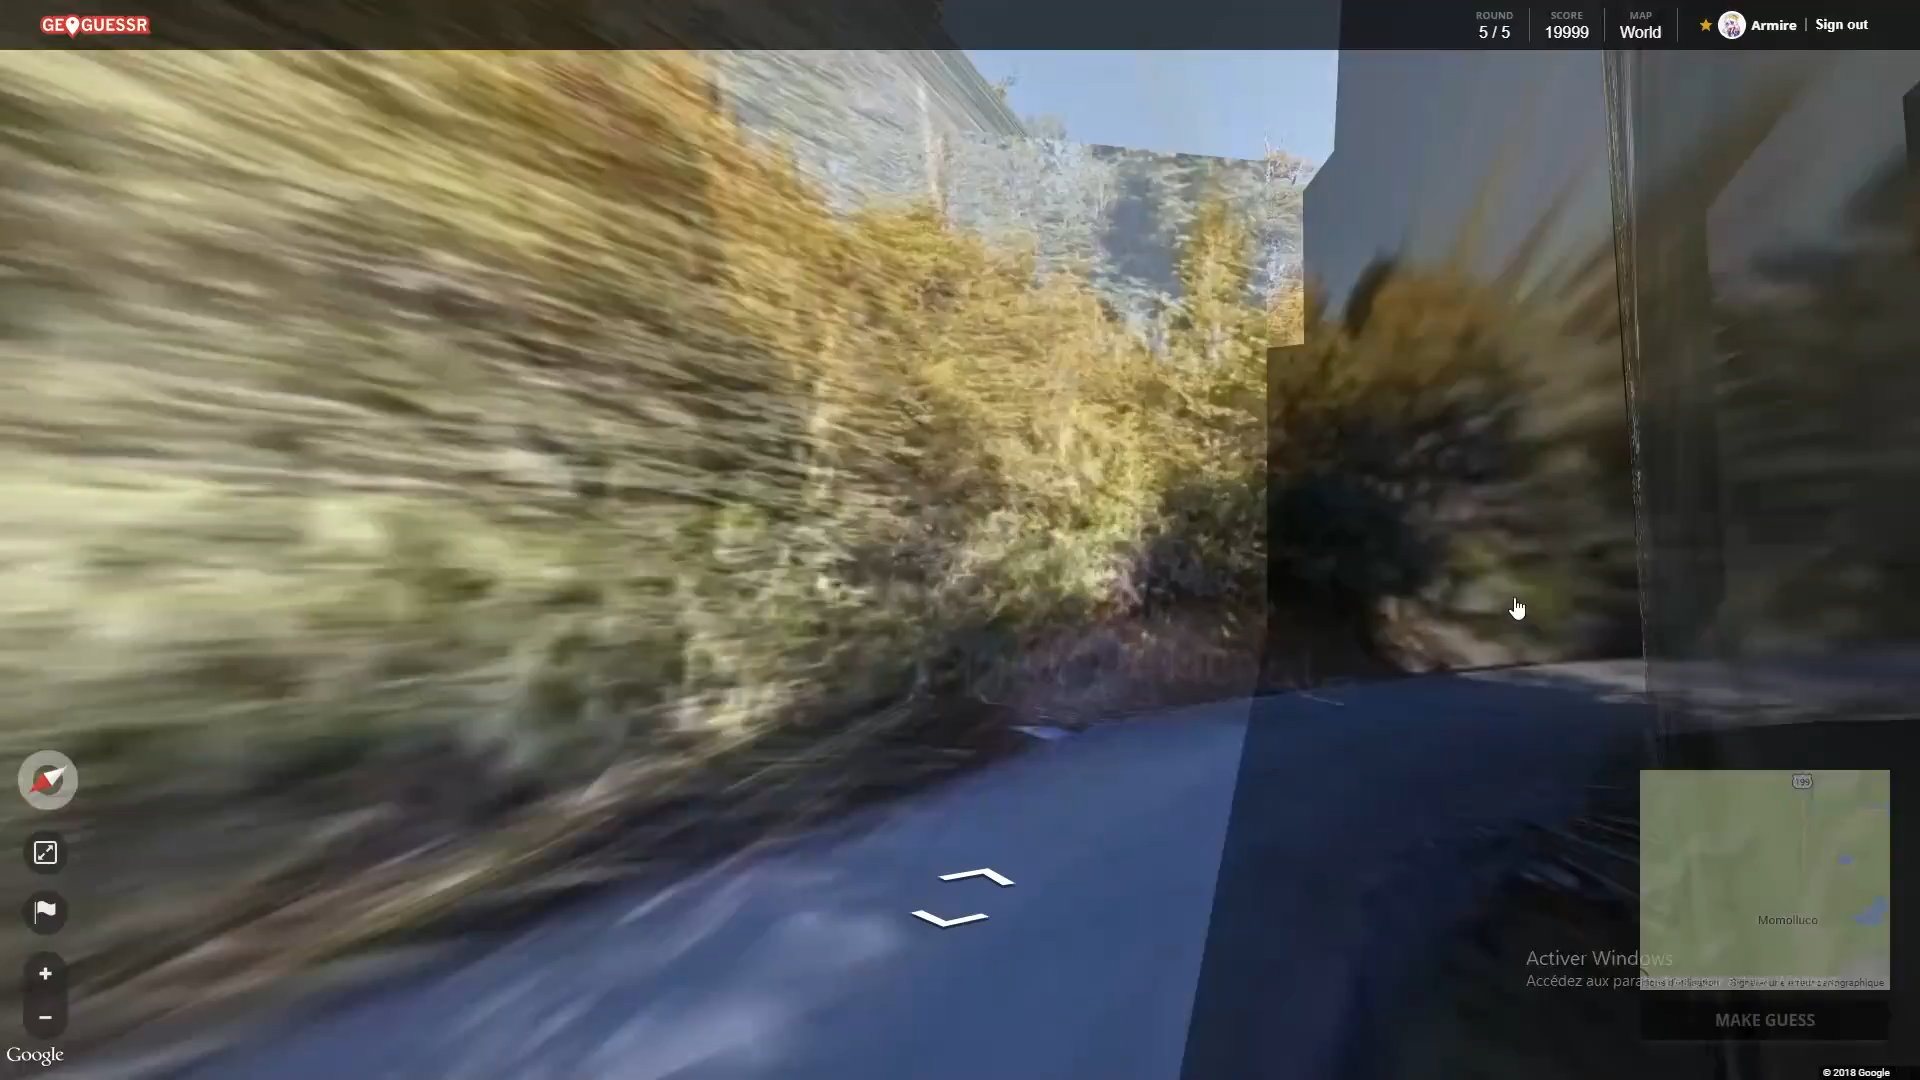 GEOGUESSR
ROUND
5 / 5
SCORE
19999
MAP
World
Armire
Sign out
199
Momolluco
Activer Windows
Accédez aux
MAKE GUESS
Google
© 2018 Google